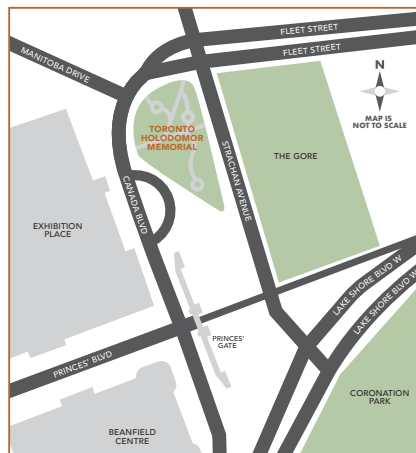 FLEET STREET
FLEET STREET
MANITOBA DRIVE
N
MAP IS
NOT TO SCALE
TORONTO
HOLODOMOR
MEMORIAL
STRACHAN AVENUE
THE GORE
CANADA BLVD
EXHIBITION
PLACE
LAKE SHORE BLVD W
LAKE SHORE BLVD W
PRINCES'
GATE
PRINCES' BLVD
CORONATION
PARK
BEANFIELD
CENTRE